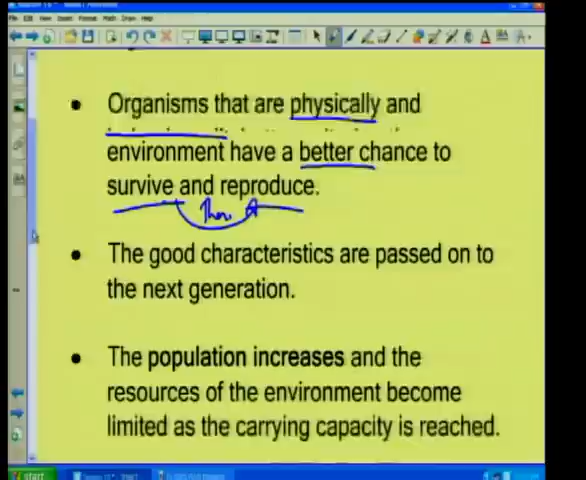 • Organisms that are physically and
environment have a better chance to
survive and reproduce.
• The good characteristics are passed on to
the next generation.
• The population increases and the
resources of the environment become
limited as the carrying capacity is reached.
start